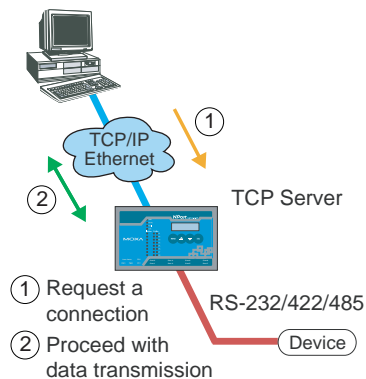 1
TCP/IP
Ethernet
2
TCP Server
NPort
MOXA
1 Request a
connection
RS-232/422/485
2 Proceed with
data transmission
Device